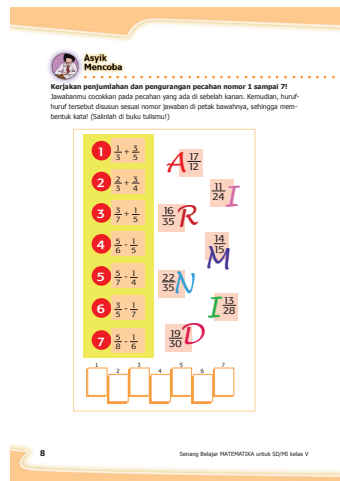 Asyik
Mencoba
Kerjakan penjumlahan dan pengurangan pecahan nomor 1 sampai 7!
Jawabanmu cocokkan pada pecahan yang ada di sebelah kanan. Kemudian, huruf-
huruf tersebut disusun sesuai nomor jawaban di petak bawahnya, sehingga mem-
bentuk kata! (Salinlah di buku tulismu!)
1 1/3 + 3/5
2 2/3 + 3/4
3 3/7 + 1/5
4 5/6 - 1/5
5 5/7 - 1/4
6 3/5 - 1/7
7 5/8 - 1/6
A 17/12
11/24 I
16/35 R
14/15 M
22/35 N
I 13/28
19/30 D
1 2 3 4 5 6 7
8 Senang Belajar MATEMATIKA untuk SD/MI kelas V